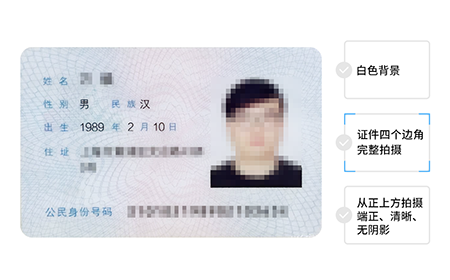 姓名
性别 男 民族 汉
出生 1989 年 2 月 10 日
住址
公民身份号码
白色背景
证件四个边角
完整拍摄
从正上方拍摄
端正、清晰、
无阴影